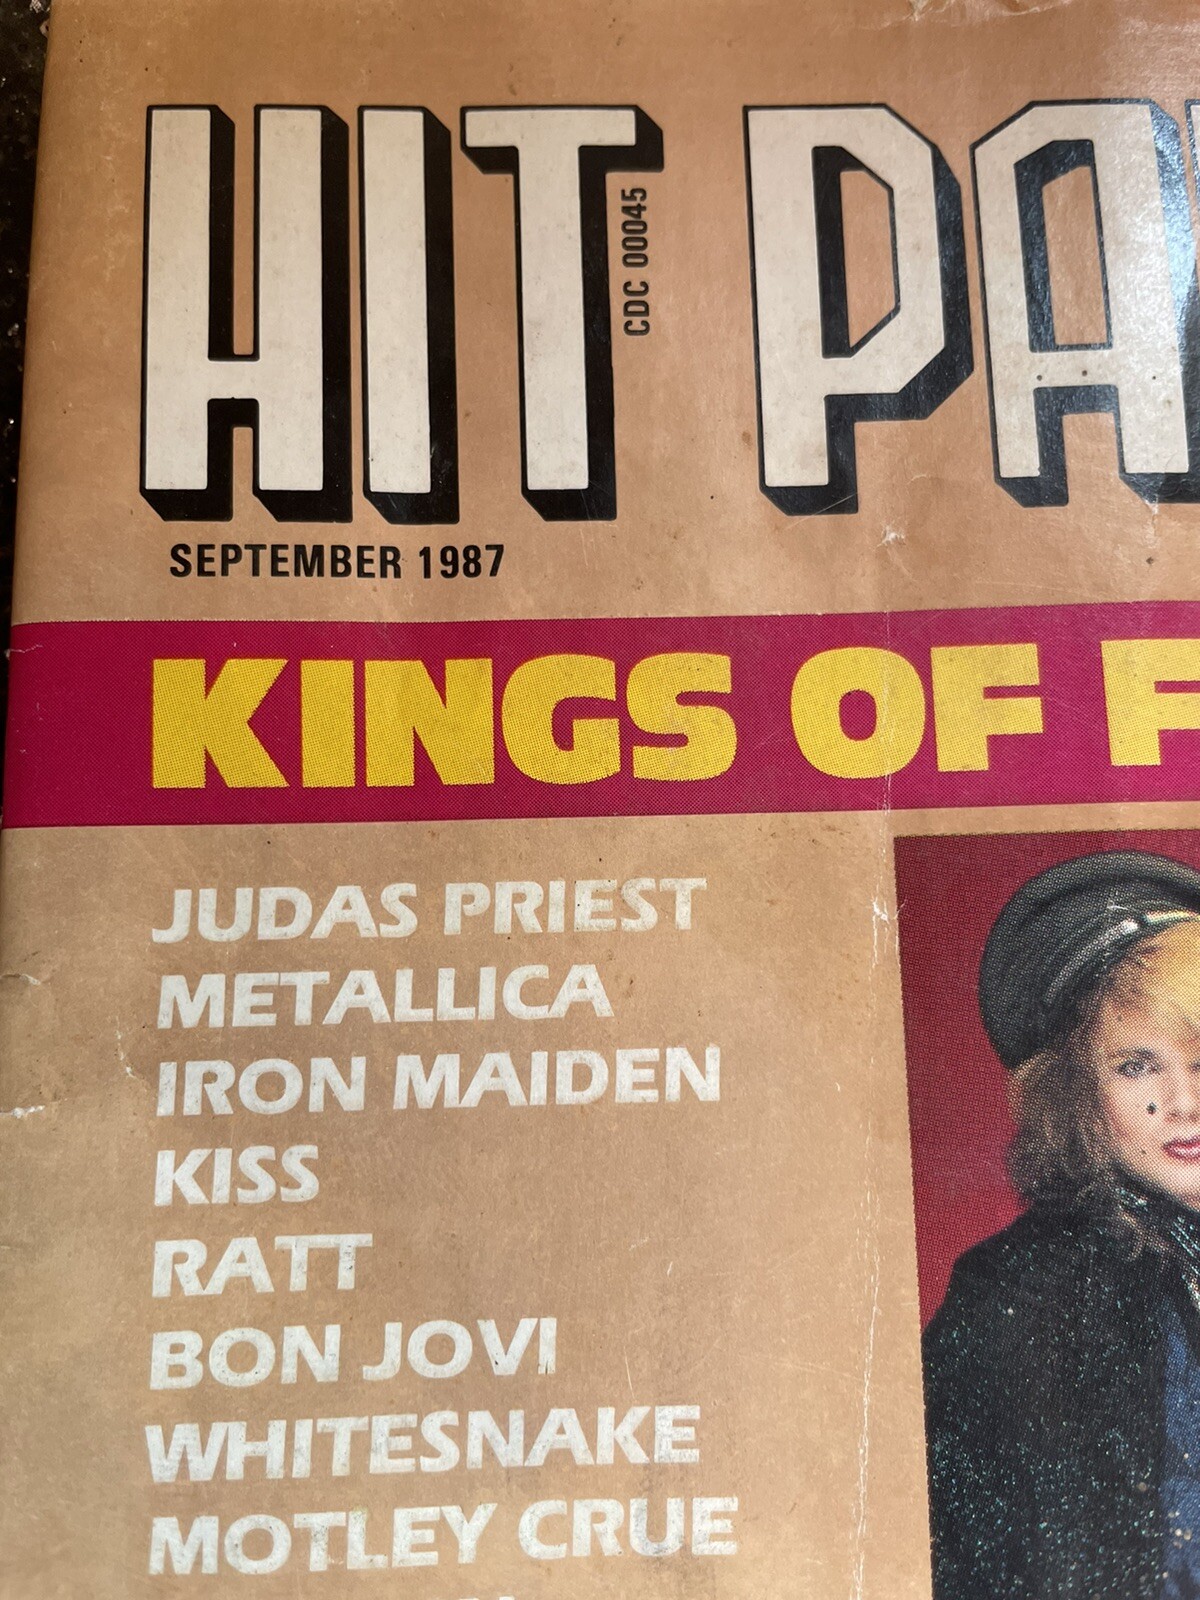 HIT PA
CDC 00045
SEPTEMBER 1987
KINGS OF F
JUDAS PRIEST
METALLICA
IRON MAIDEN
KISS
RATT
BON JOVI
WHITESNAKE
MOTLEY CRUE